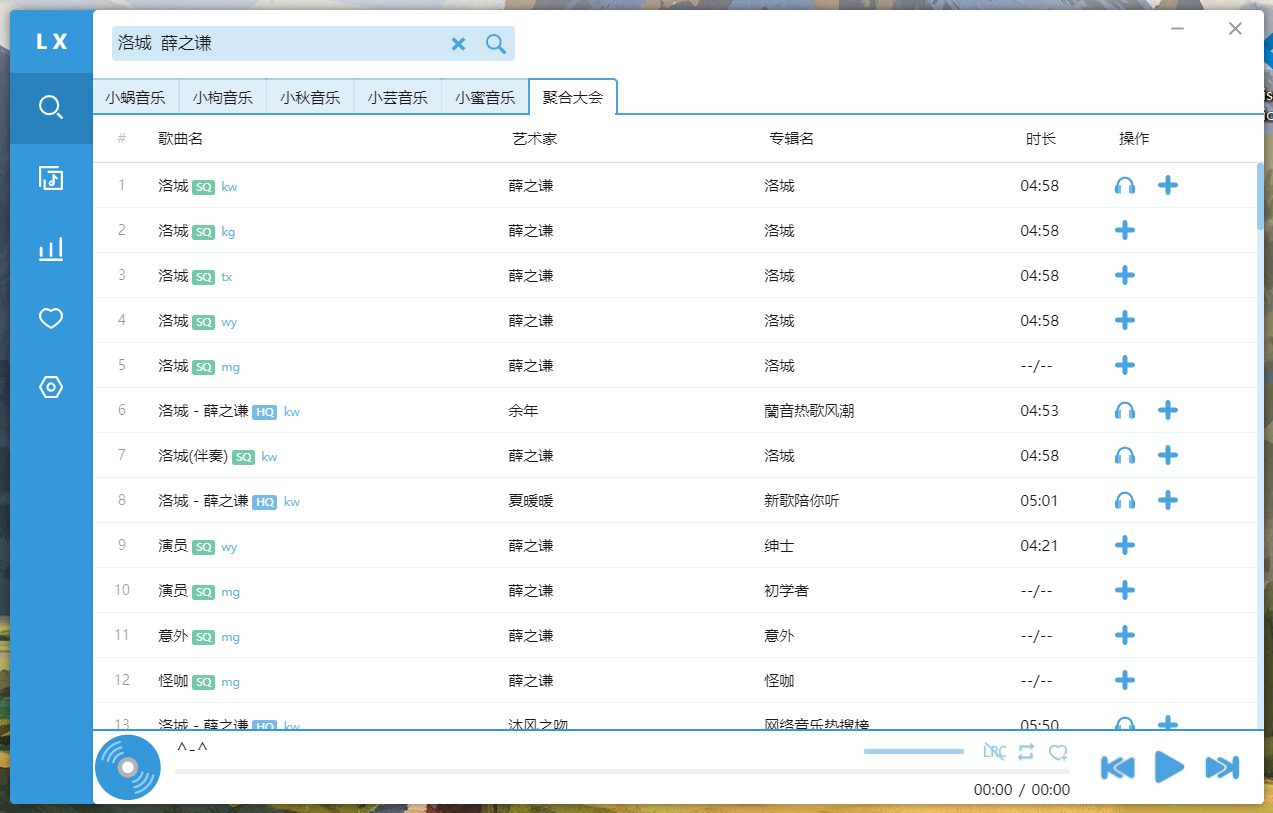 LX
洛城 薛之谦
小蜗音乐 小枸音乐 小秋音乐 小芸音乐 小蜜音乐 聚合大会
# 歌曲名 艺术家 专辑名 时长 操作
1 洛城 SQ kw 薛之谦 洛城 04:58
2 洛城 SQ kg 薛之谦 洛城 04:58
3 洛城 SQ tx 薛之谦 洛城 04:58
4 洛城 SQ wy 薛之谦 洛城 04:58
5 洛城 SQ mg 薛之谦 洛城 --/--
6 洛城 - 薛之谦 HQ kw 余年 蘭音热歌风潮 04:53
7 洛城(伴奏) SQ kw 薛之谦 洛城 04:58
8 洛城 - 薛之谦 HQ kw 夏暖暖 新歌陪你听 05:01
9 演员 SQ wy 薛之谦 绅士 04:21
10 演员 SQ mg 薛之谦 初学者 --/--
11 意外 SQ mg 薛之谦 意外 --/--
12 怪咖 SQ mg 薛之谦 怪咖 --/--
13 洛城 - 薛之谦 HQ kw 沐风之吻 网络音乐热搜榜 05:50
^-^
LRC
00:00 / 00:00